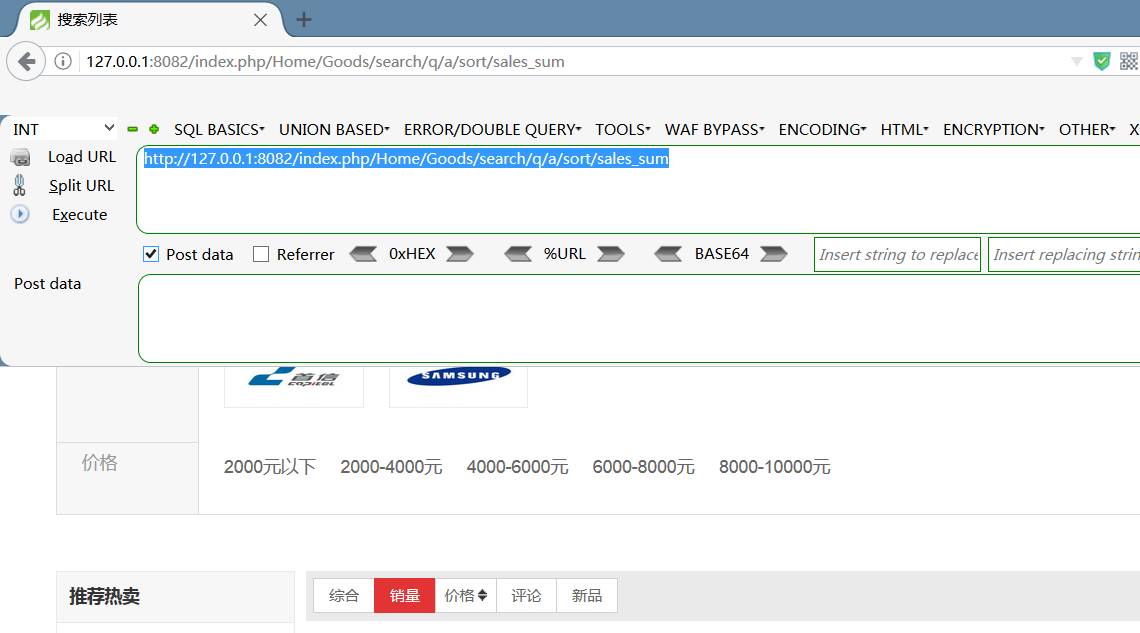 搜索列表
127.0.0.1:8082/index.php/Home/Goods/search/q/a/sort/sales_sum
INT SQL BASICS UNION BASED ERROR/DOUBLE QUERY TOOLS WAF BYPASS ENCODING HTML ENCRYPTION OTHER X
Load URL http://127.0.0.1:8082/index.php/Home/Goods/search/q/a/sort/sales_sum
Split URL
Execute
Post data Referrer 0xHEX %URL BASE64 Insert string to replace Insert replacing strin
Post data
首信 SAMSUNG
CAPITEL
价格 2000元以下 2000-4000元 4000-6000元 6000-8000元 8000-10000元
推荐热卖 综合 销量 价格 评论 新品